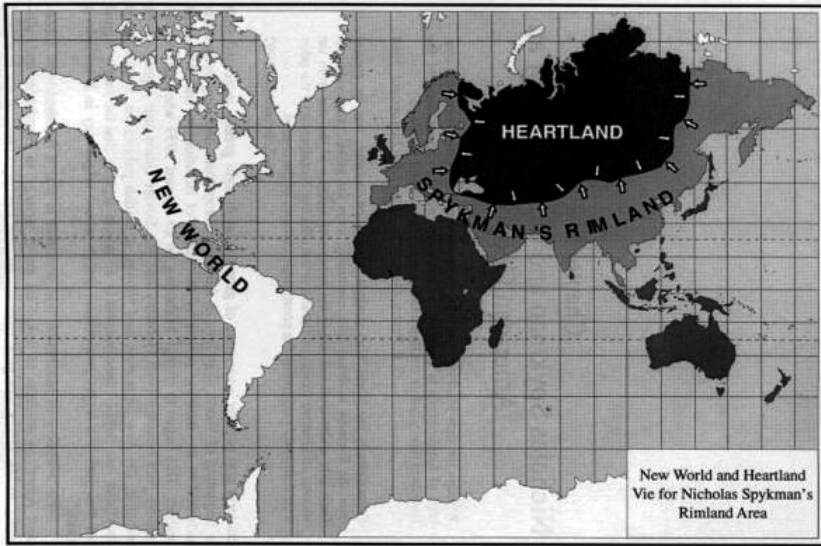 HEARTLAND
NEW WORLD
SPYKMAN'S RIMLAND
New World and Heartland
Vie for Nicholas Spykman's
Rimland Area